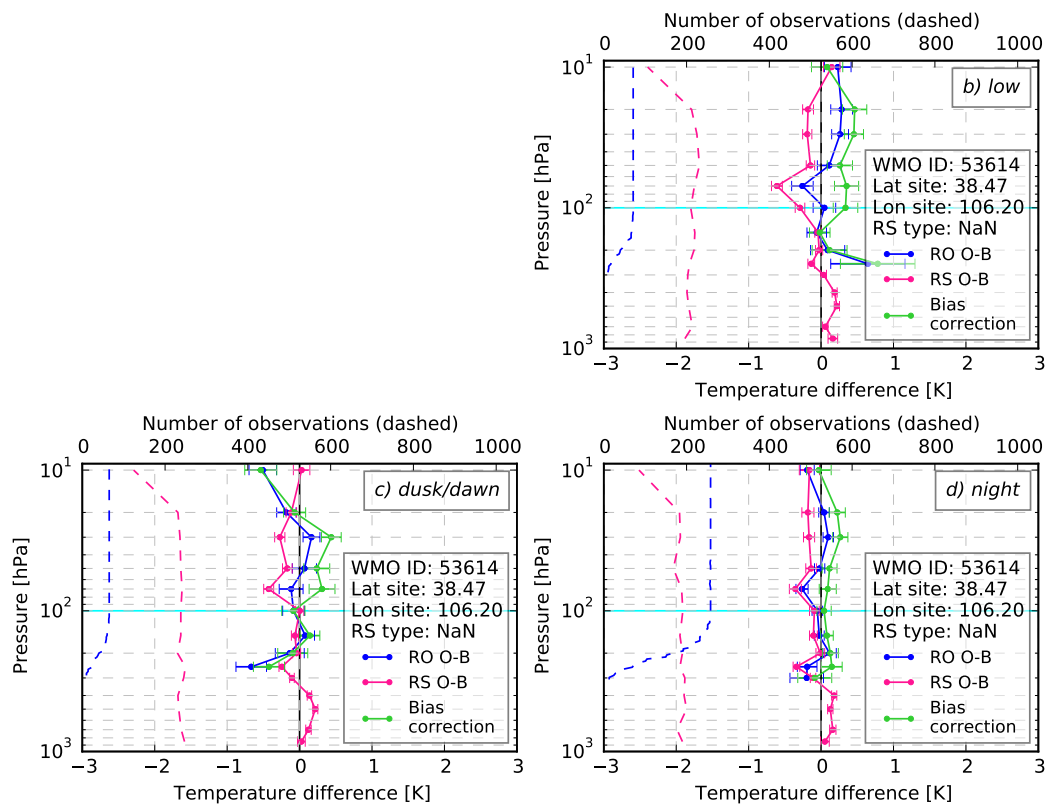 Number of observations (dashed)
0 200 400 600 800 1000
10¹
b) low
WMO ID: 53614
Lat site: 38.47
10² Lon site: 106.20
RS type: NaN
RO O-B
RS O-B
Bias
correction
10³
Pressure [hPa]
−3 −2 −1 0 1 2 3
Temperature difference [K]
Number of observations (dashed)
0 200 400 600 800 1000
10¹
c) dusk/dawn
WMO ID: 53614
Lat site: 38.47
10² Lon site: 106.20
RS type: NaN
RO O-B
RS O-B
Bias
correction
10³
Pressure [hPa]
−3 −2 −1 0 1 2 3
Temperature difference [K]
Number of observations (dashed)
0 200 400 600 800 1000
10¹
d) night
WMO ID: 53614
Lat site: 38.47
10² Lon site: 106.20
RS type: NaN
RO O-B
RS O-B
Bias
correction
10³
Pressure [hPa]
−3 −2 −1 0 1 2 3
Temperature difference [K]